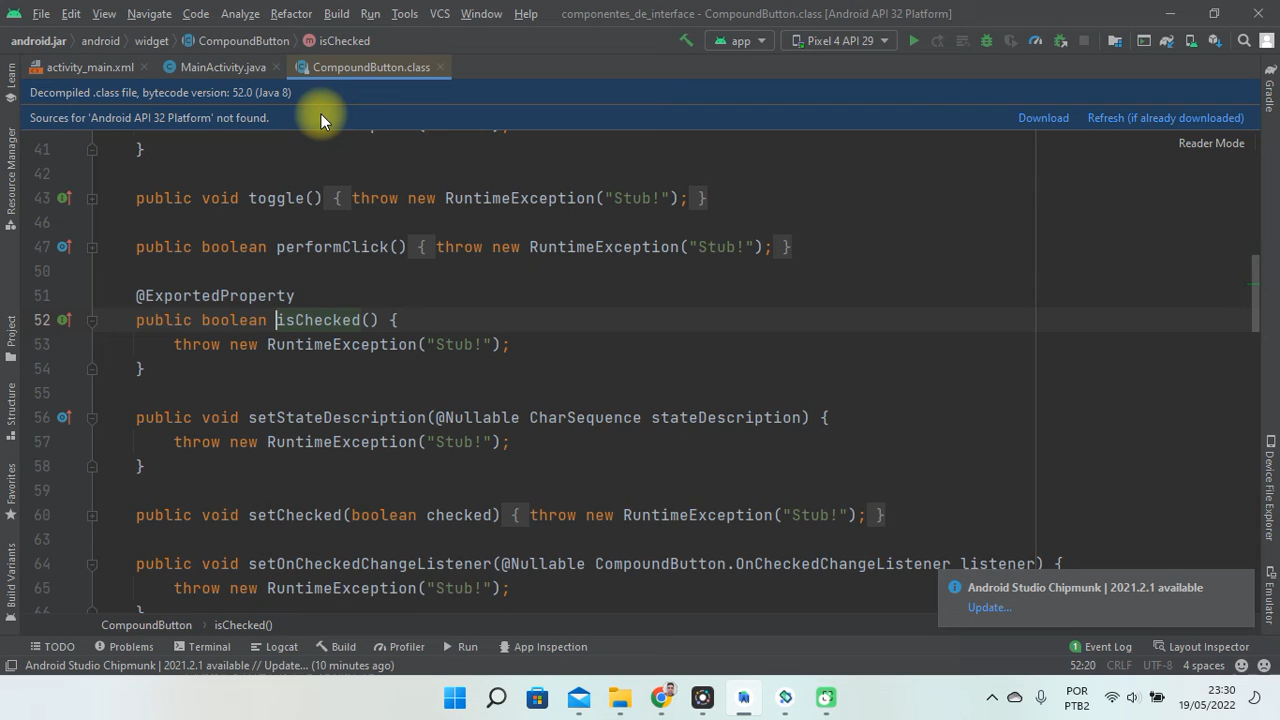 File Edit View Navigate Code Analyze Refactor Build Run Tools VCS Window Help componentes_de_interface - CompoundButton.class [Android API 32 Platform]
android.jar android widget CompoundButton m isChecked app Pixel 4 API 29
activity_main.xml MainActivity.java CompoundButton.class
Decompiled .class file, bytecode version: 52.0 (Java 8)
Sources for 'Android API 32 Platform' not found. Download Refresh (if already downloaded)
Reader Mode
41 }
42
43 public void toggle() { throw new RuntimeException("Stub!"); }
46
47 public boolean performClick() { throw new RuntimeException("Stub!"); }
50
51 @ExportedProperty
52 public boolean isChecked() {
53 throw new RuntimeException("Stub!");
54 }
55
56 public void setStateDescription(@Nullable CharSequence stateDescription) {
57 throw new RuntimeException("Stub!");
58 }
59
60 public void setChecked(boolean checked) { throw new RuntimeException("Stub!"); }
63
64 public void setOnCheckedChangeListener(@Nullable CompoundButton.OnCheckedChangeListener listener) {
65 throw new RuntimeException("Stub!");
66 }
Learn
Resource Manager
Project
Structure
Favorites
Build Variants
Gradle
Device File Explorer
Emulator
Android Studio Chipmunk | 2021.2.1 available
Update...
CompoundButton isChecked()
TODO Problems Terminal Logcat Build Profiler Run App Inspection 1 Event Log Layout Inspector
Android Studio Chipmunk | 2021.2.1 available // Update... (10 minutes ago) 52:20 CRLF UTF-8 4 spaces
POR
PTB2
23:30
19/05/2022